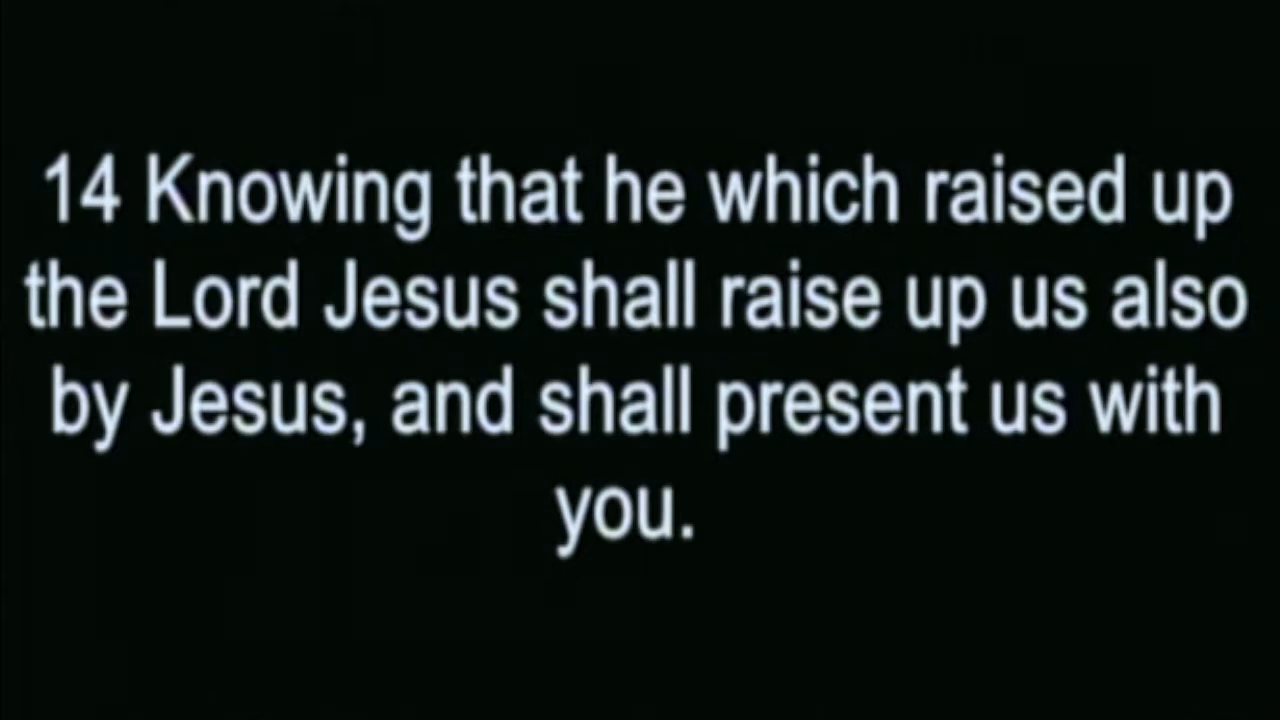 14 Knowing that he which raised up
the Lord Jesus shall raise up us also
by Jesus, and shall present us with
you.